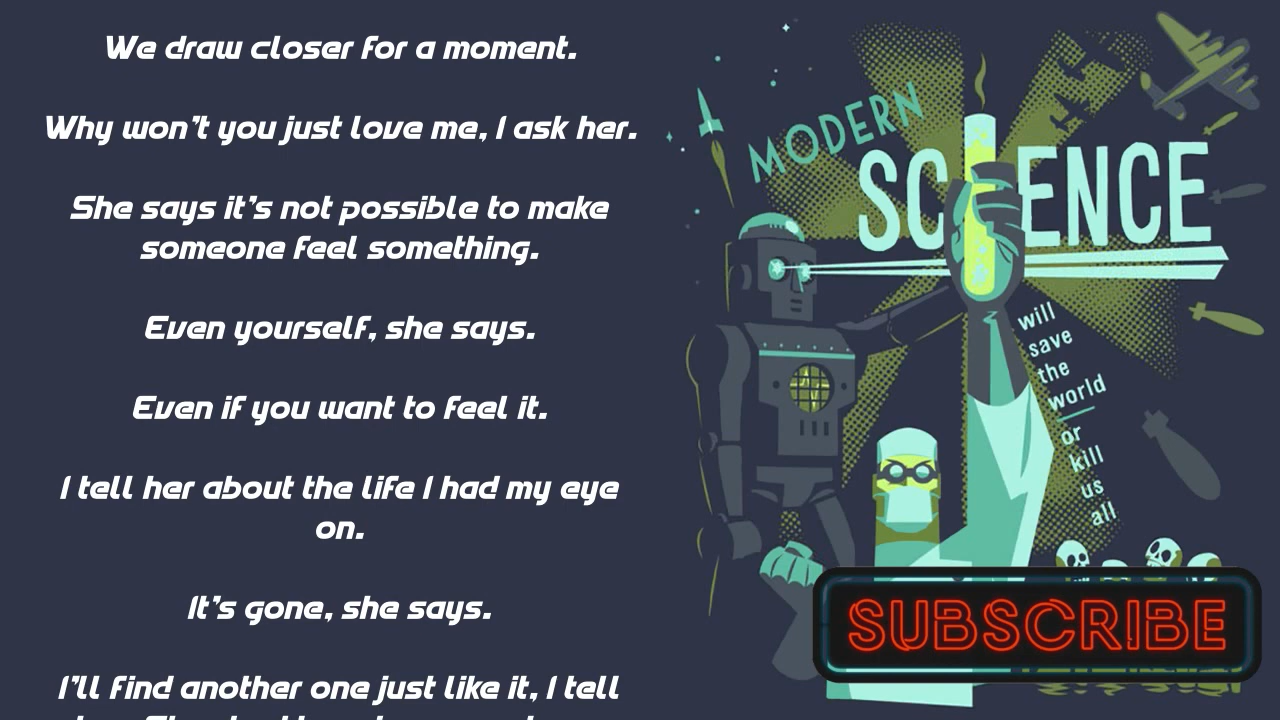 We draw closer for a moment.
Why won't you just love me, I ask her.
She says it's not possible to make
someone feel something.
Even yourself, she says.
Even if you want to feel it.
I tell her about the life I had my eye
on.
It's gone, she says.
I'll find another one just like it, I tell
MODERN
SCIENCE
will
save
the
world
or
kill
us
all
SUBSCRIBE